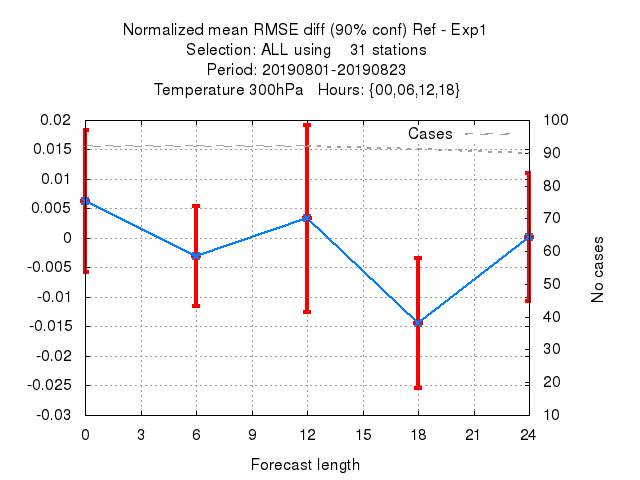 Normalized mean RMSE diff (90% conf) Ref - Exp1
Selection: ALL using    31 stations
Period: 20190801-20190823
Temperature 300hPa   Hours: {00,06,12,18}
0.02
0.015
0.01
0.005
0
-0.005
-0.01
-0.015
-0.02
-0.025
-0.03
Cases
100
90
80
70
60
50
40
30
20
10
No cases
0 3 6 9 12 15 18 21 24
Forecast length